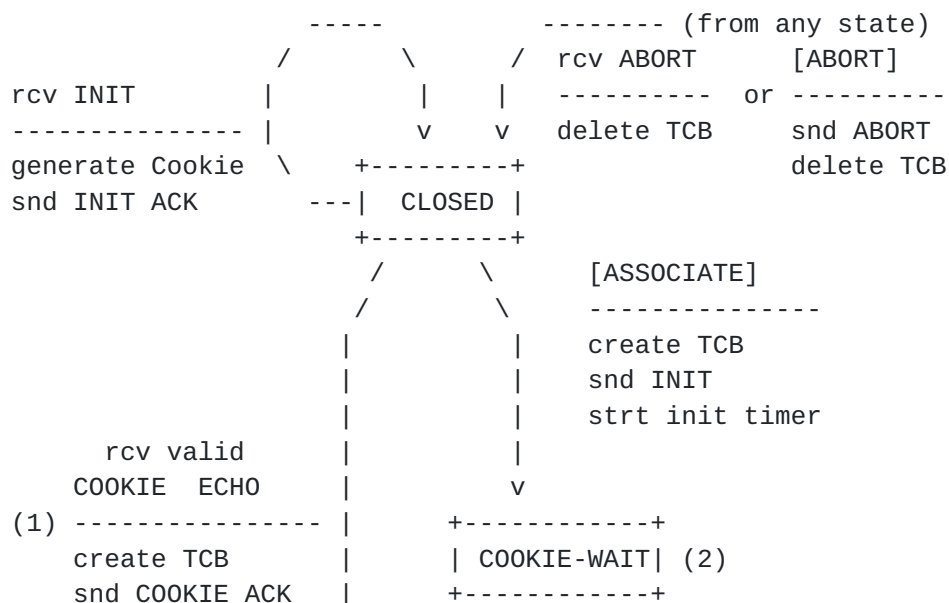 -----          -------- (from any state)
                   /       \      /  rcv ABORT      [ABORT]
rcv INIT        |          |    |   ----------  or ----------
--------------- |          v    v   delete TCB     snd ABORT
generate Cookie  \    +---------+                  delete TCB
snd INIT ACK       ---|  CLOSED |
                      +---------+
                       /      \      [ASSOCIATE]
                      /        \     ---------------
                     |          |    create TCB
                     |          |    snd INIT
                     |          |    strt init timer
      rcv valid      |          |
    COOKIE  ECHO     |          v
(1) ---------------- |      +------------+
    create TCB       |      | COOKIE-WAIT| (2)
    snd COOKIE ACK   |      +------------+